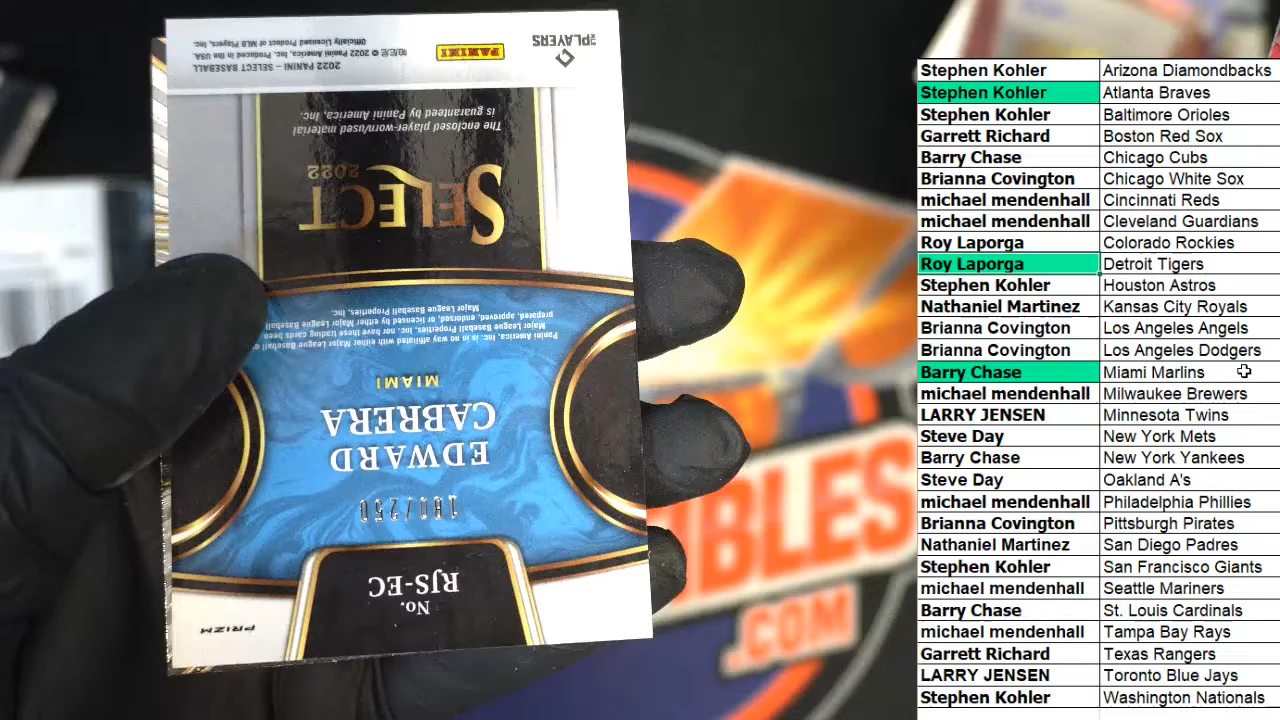 No.
RJS-EC
180/250
EDWARD
CABRERA
MIAMI
Panini America, Inc. is in no way affiliated with either Major League Baseball or
Major League Baseball Properties, Inc. nor have these trading cards been
prepared, approved, endorsed, or licensed by either Major League Baseball
Major League Baseball Properties, Inc.
SELECT
2022
The enclosed player-worn/used/worn material
is guaranteed by Panini America, Inc.
2022 PANINI – SELECT BASEBALL
© 2022 Panini America, Inc. Produced in the USA.
Officially Licensed Product of MLB Players, Inc.
PANINI
PLAYERS
PRIZM
IBLES
.COM
Stephen Kohler Arizona Diamondbacks
Stephen Kohler Atlanta Braves
Stephen Kohler Baltimore Orioles
Garrett Richard Boston Red Sox
Barry Chase Chicago Cubs
Brianna Covington Chicago White Sox
michael mendenhall Cincinnati Reds
michael mendenhall Cleveland Guardians
Roy Laporga Colorado Rockies
Roy Laporga Detroit Tigers
Stephen Kohler Houston Astros
Nathaniel Martinez Kansas City Royals
Brianna Covington Los Angeles Angels
Brianna Covington Los Angeles Dodgers
Barry Chase Miami Marlins
michael mendenhall Milwaukee Brewers
LARRY JENSEN Minnesota Twins
Steve Day New York Mets
Barry Chase New York Yankees
Steve Day Oakland A's
michael mendenhall Philadelphia Phillies
Brianna Covington Pittsburgh Pirates
Nathaniel Martinez San Diego Padres
Stephen Kohler San Francisco Giants
michael mendenhall Seattle Mariners
Barry Chase St. Louis Cardinals
michael mendenhall Tampa Bay Rays
Garrett Richard Texas Rangers
LARRY JENSEN Toronto Blue Jays
Stephen Kohler Washington Nationals